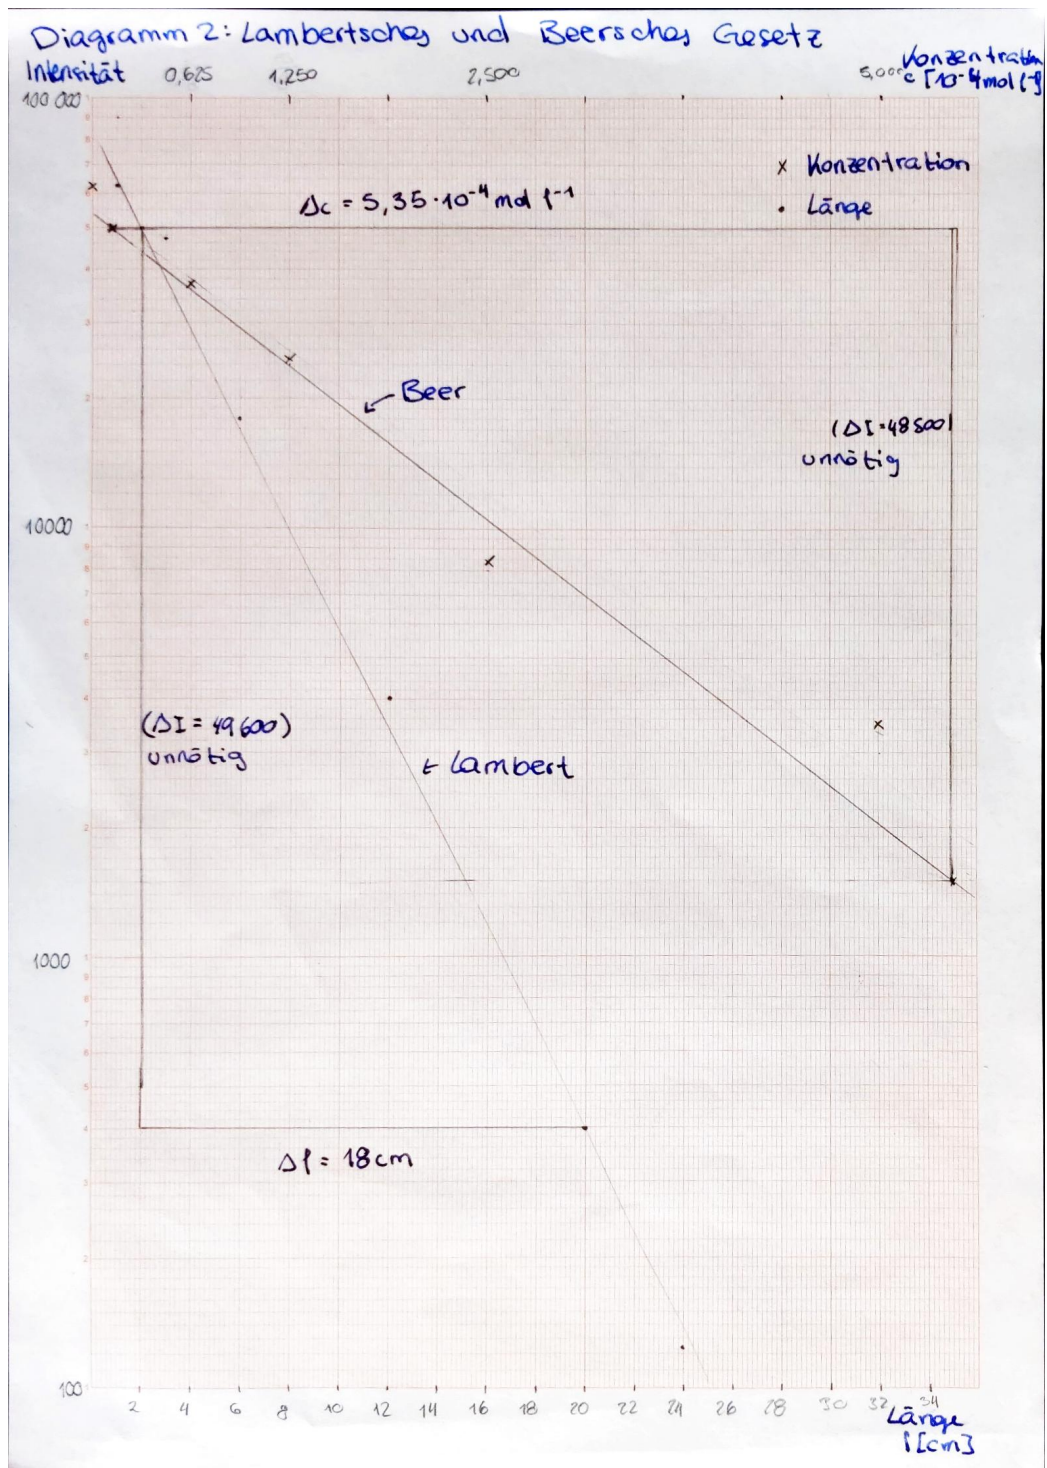 Diagramm 2: Lambertsches und Beersches Gesetz
Intensität 0,625 1,250 2,500 5,000 Konzentration
c [10⁻⁴ mol l⁻¹]
100 000
x Konzentration
• Länge
Δc = 5,35·10⁻⁴ mol l⁻¹
Beer
(ΔI=48500)
unnötig
10000
(ΔI = 49600)
unnötig
Lambert
1000
Δl = 18cm
100
2 4 6 8 10 12 14 16 18 20 22 24 26 28 30 32 34
Länge
l [cm]